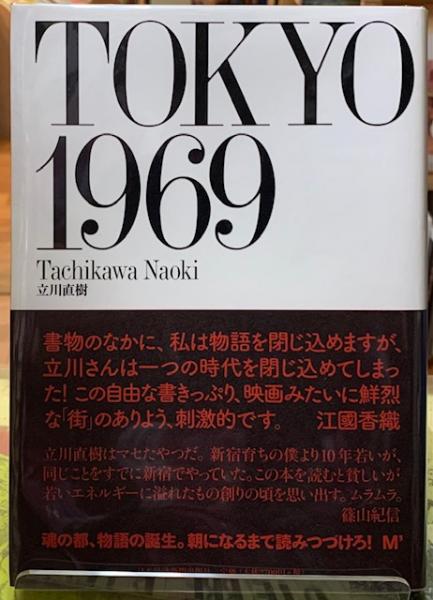 TOKYO
1969
Tachikawa Naoki
立川直樹
書物のなかに、私は物語を閉じ込めますが、
立川さんは一つの時代を閉じ込めてしまっ
た！この自由な書きっぷり、映画みたいに鮮烈
な「街」のありよう、刺激的です。 江國香織
立川直樹はマセたやつだ。新宿育ちの僕より10年若いが、
同じことをすでに新宿でやっていた。この本を読むと貧しいが
若いエネルギーに溢れたもの創りの頃を思い出す。ムラムラ。
篠山紀信
魂の都、物語の誕生。朝になるまで読みつづけろ！ M'